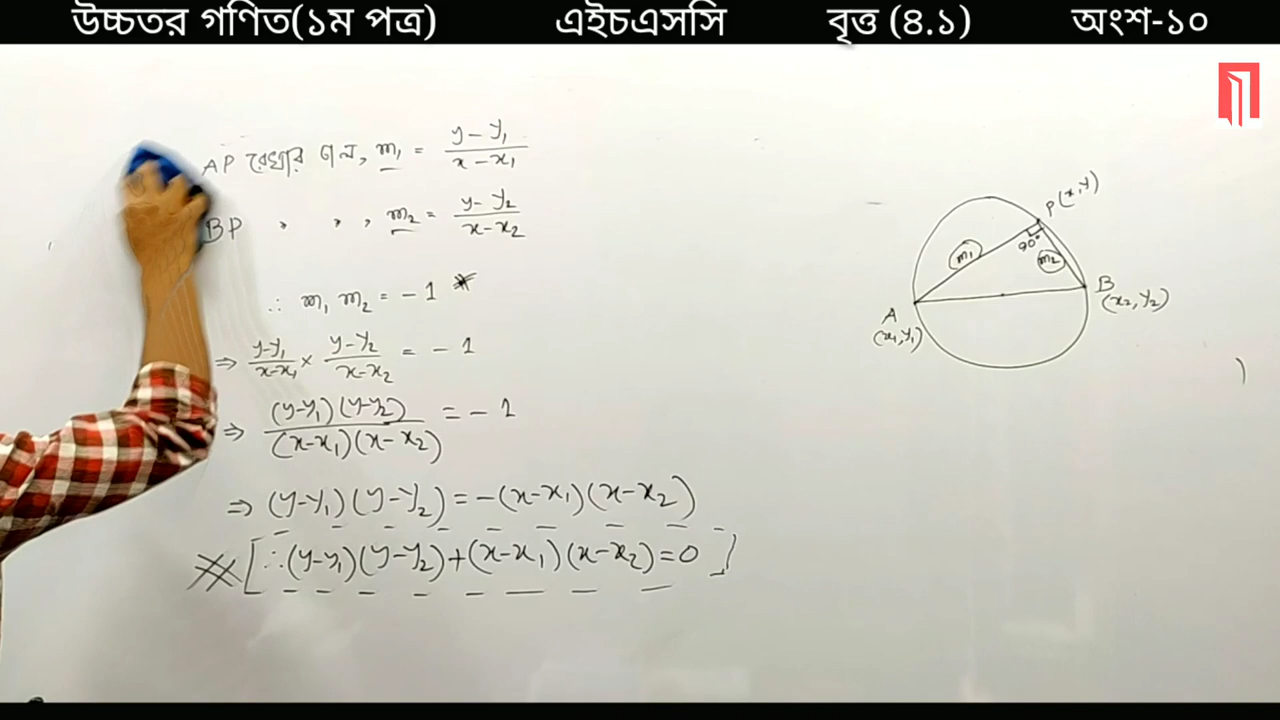 উচ্চতর গণিত(১ম পত্র) এইচএসসি বৃত্ত (৪.১) অংশ-১০
AP রেখার ঢাল, m₁ = (y – y₁)/(x – x₁)
BP " " , m₂ = (y – y₂)/(x – x₂)
∴ m₁ m₂ = – 1 *
⇒ (y–y₁)/(x–x₁) × (y–y₂)/(x–x₂) = – 1
⇒ (y–y₁)(y–y₂)/(x–x₁)(x–x₂) = – 1
⇒ (y–y₁)(y–y₂) = –(x–x₁)(x–x₂)
[∴(y–y₁)(y–y₂)+(x–x₁)(x–x₂)=0]
P(x,y)
90°
m₁
m₂
A
(x₁,y₁)
B
(x₂,y₂)